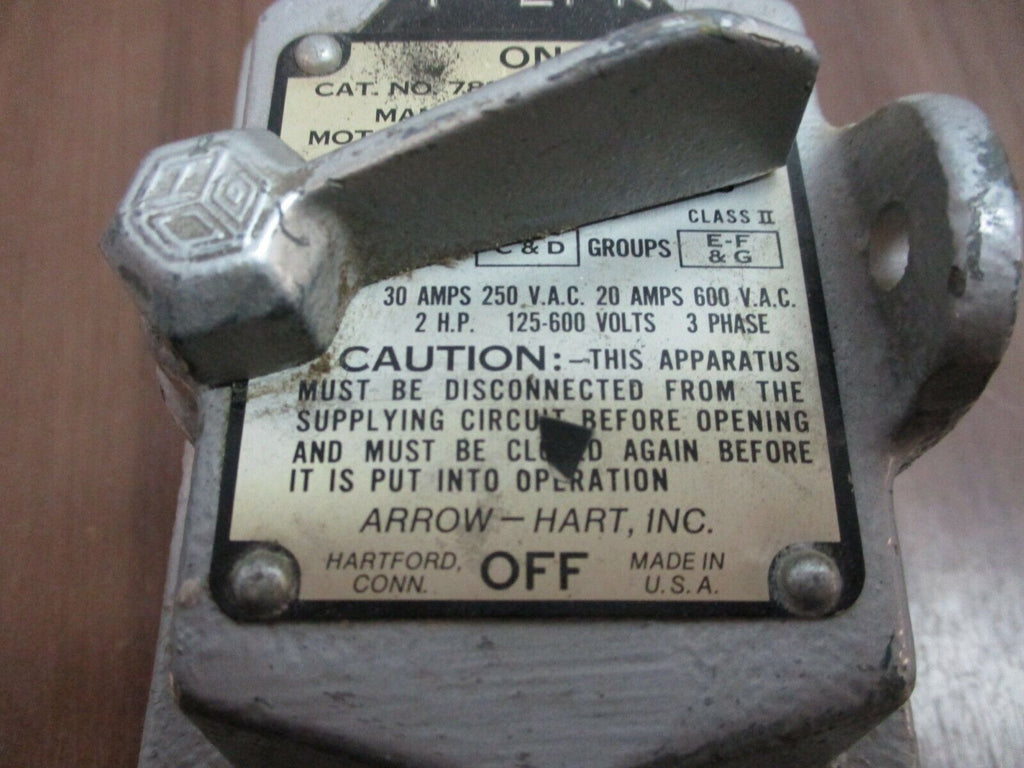 ON
CAT. NO.
CLASS II
C & D GROUPS E-F & G
30 AMPS 250 V.A.C. 20 AMPS 600 V.A.C.
2 H.P. 125-600 VOLTS 3 PHASE
CAUTION:-THIS APPARATUS
MUST BE DISCONNECTED FROM THE
SUPPLYING CIRCUIT BEFORE OPENING
AND MUST BE CLOSED AGAIN BEFORE
IT IS PUT INTO OPERATION
ARROW-HART, INC.
HARTFORD, CONN.
OFF
MADE IN U.S.A.